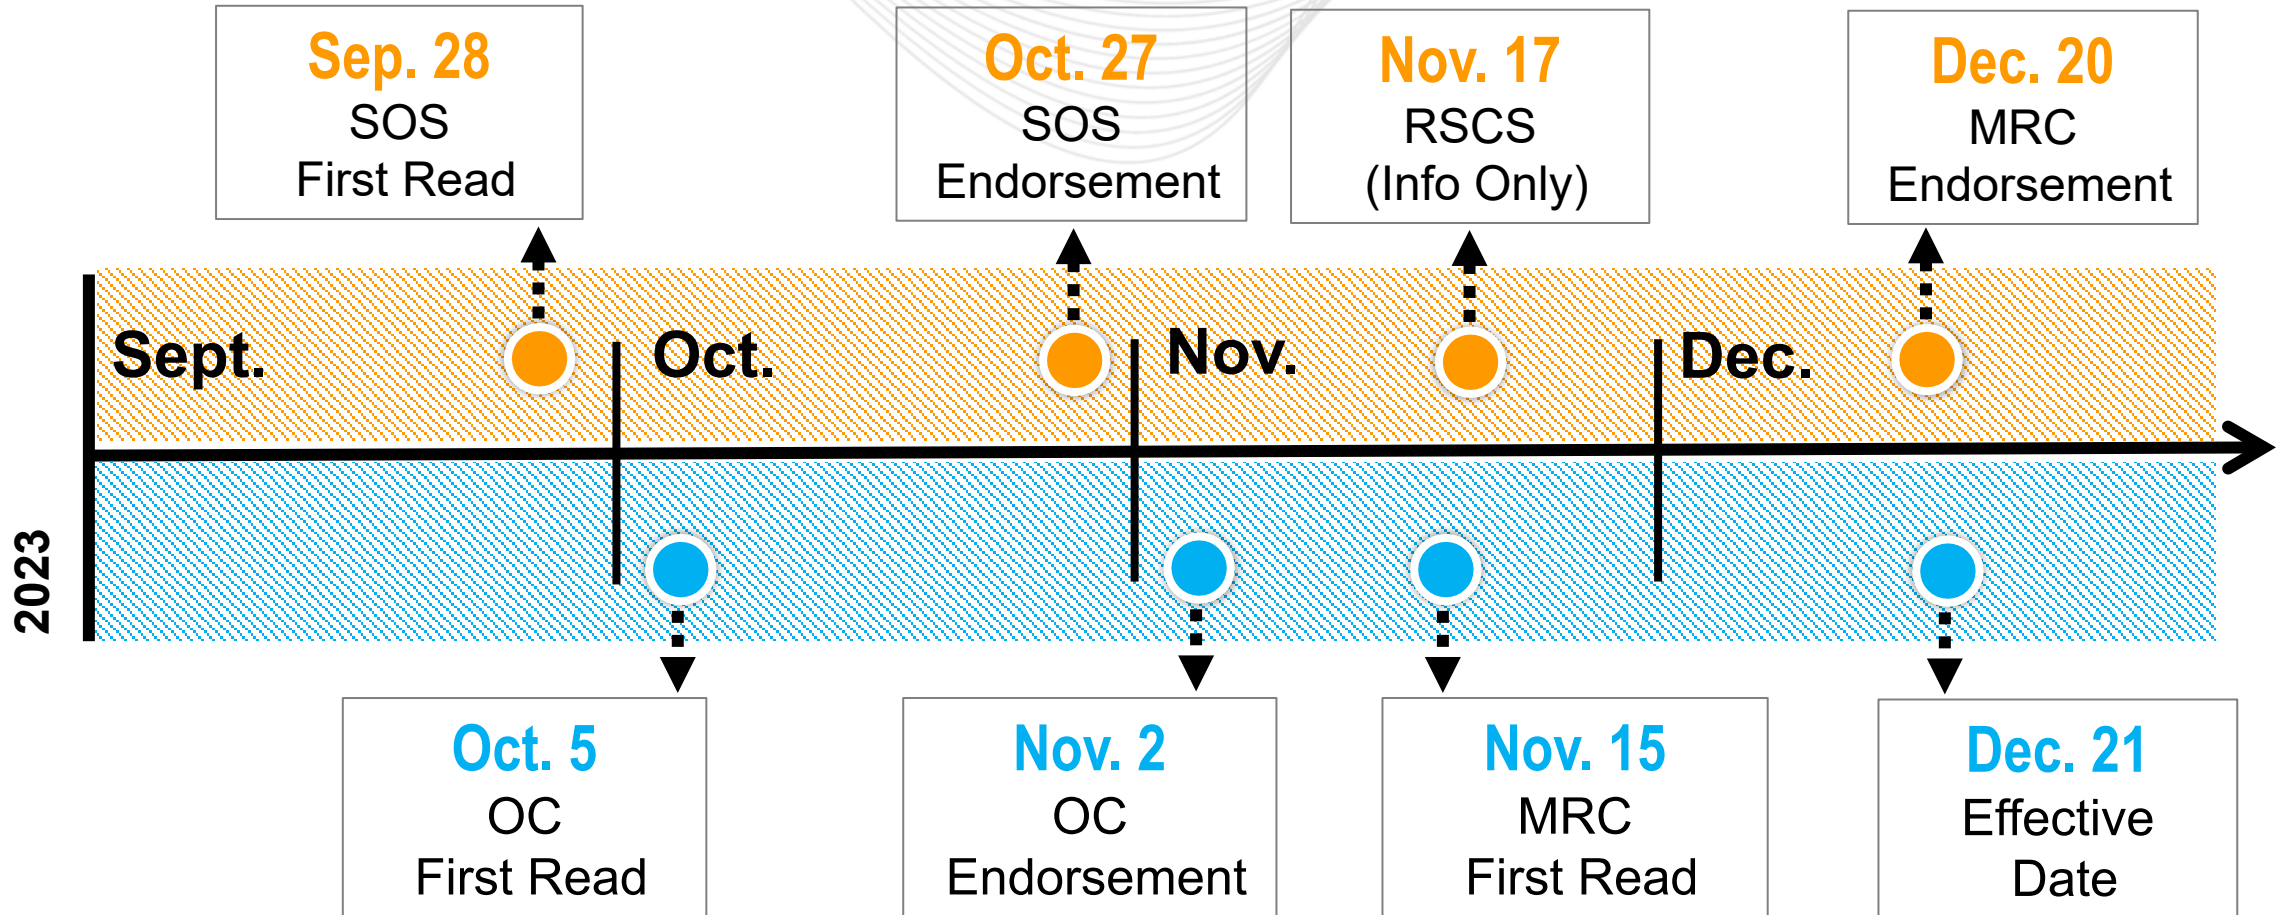 Sep. 28
SOS
First Read
Oct. 27
SOS
Endorsement
Nov. 17
RSCS
(Info Only)
Dec. 20
MRC
Endorsement
Sept.
Oct.
Nov.
Dec.
2023
Oct. 5
OC
First Read
Nov. 2
OC
Endorsement
Nov. 15
MRC
First Read
Dec. 21
Effective
Date